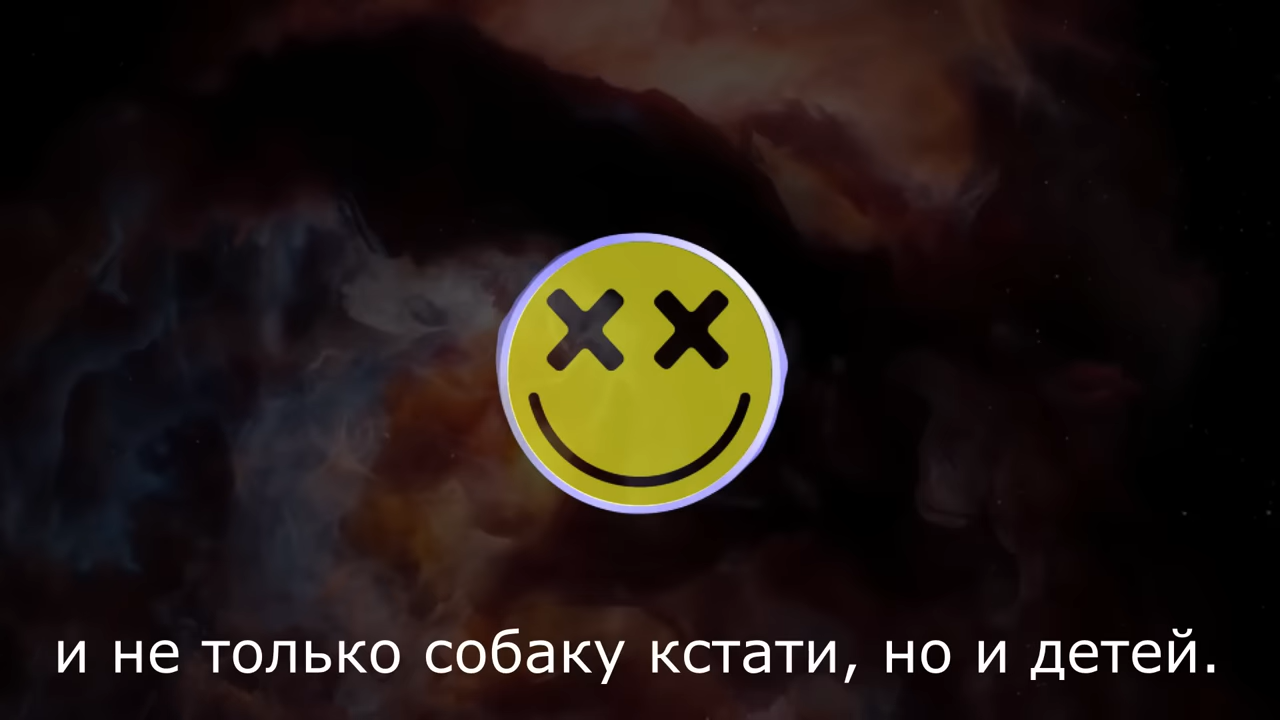 и не только собаку кстати, но и детей.